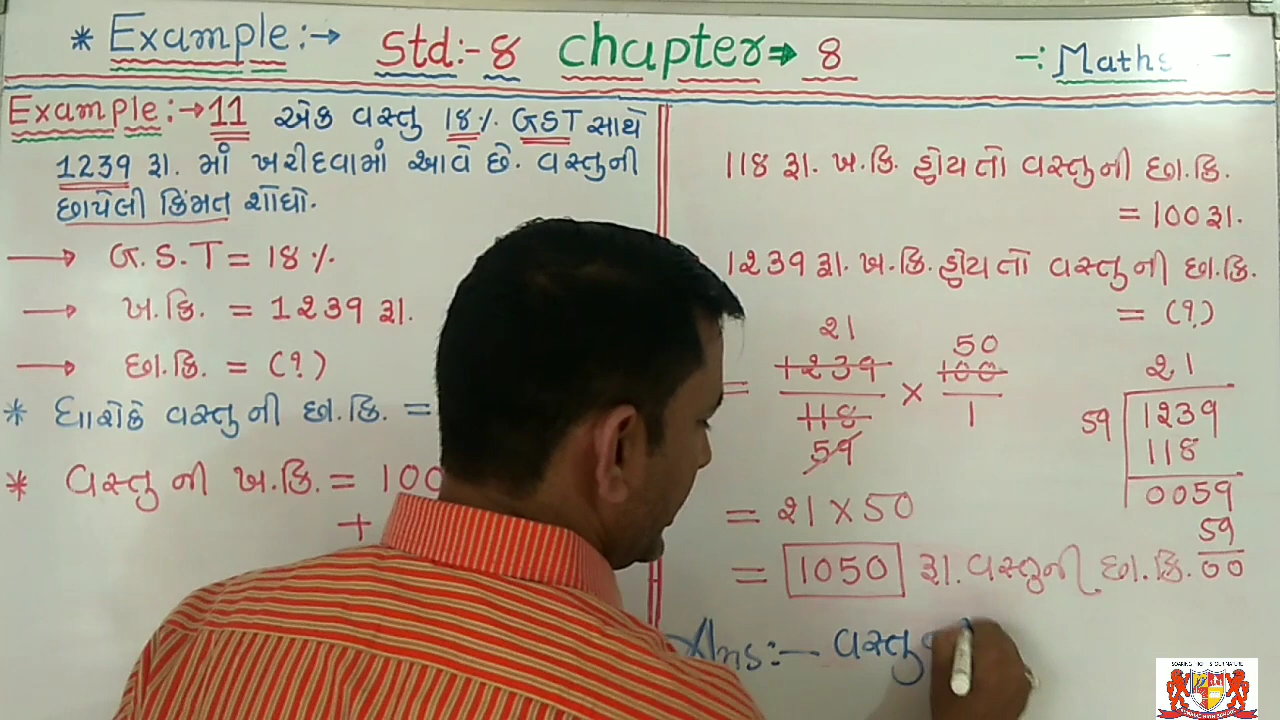 * Example:→ Std:- 8 Chapter⇒ 8 -: Maths -
Example:→ 11 એક વસ્તુ 18% GST સાથે
1239 રૂા. માં ખરીદવામાં આવે છે. વસ્તુની
છાપેલી કિંમત શોધો.
→ G.S.T = 18%
→ ખ.કિં. = 1239 રૂા.
→ છા.કિં. = (?)
* ધારોકે વસ્તુની છા.કિં. =
* વસ્તુની ખ.કિં. = 100
+
118 રૂા. ખ.કિં. હોય તો વસ્તુની છા.કિં.
= 100 રૂા.
1239 રૂા. ખ.કિં. હોય તો વસ્તુની છા.કિં.
= (?)
21 50
= 1239 × 100
118 1
59
21
59 1239
118
0059
59
00
= 21 × 50
= 1050 રૂા. વસ્તુની છા.કિં.
Ans:- વસ્તુ